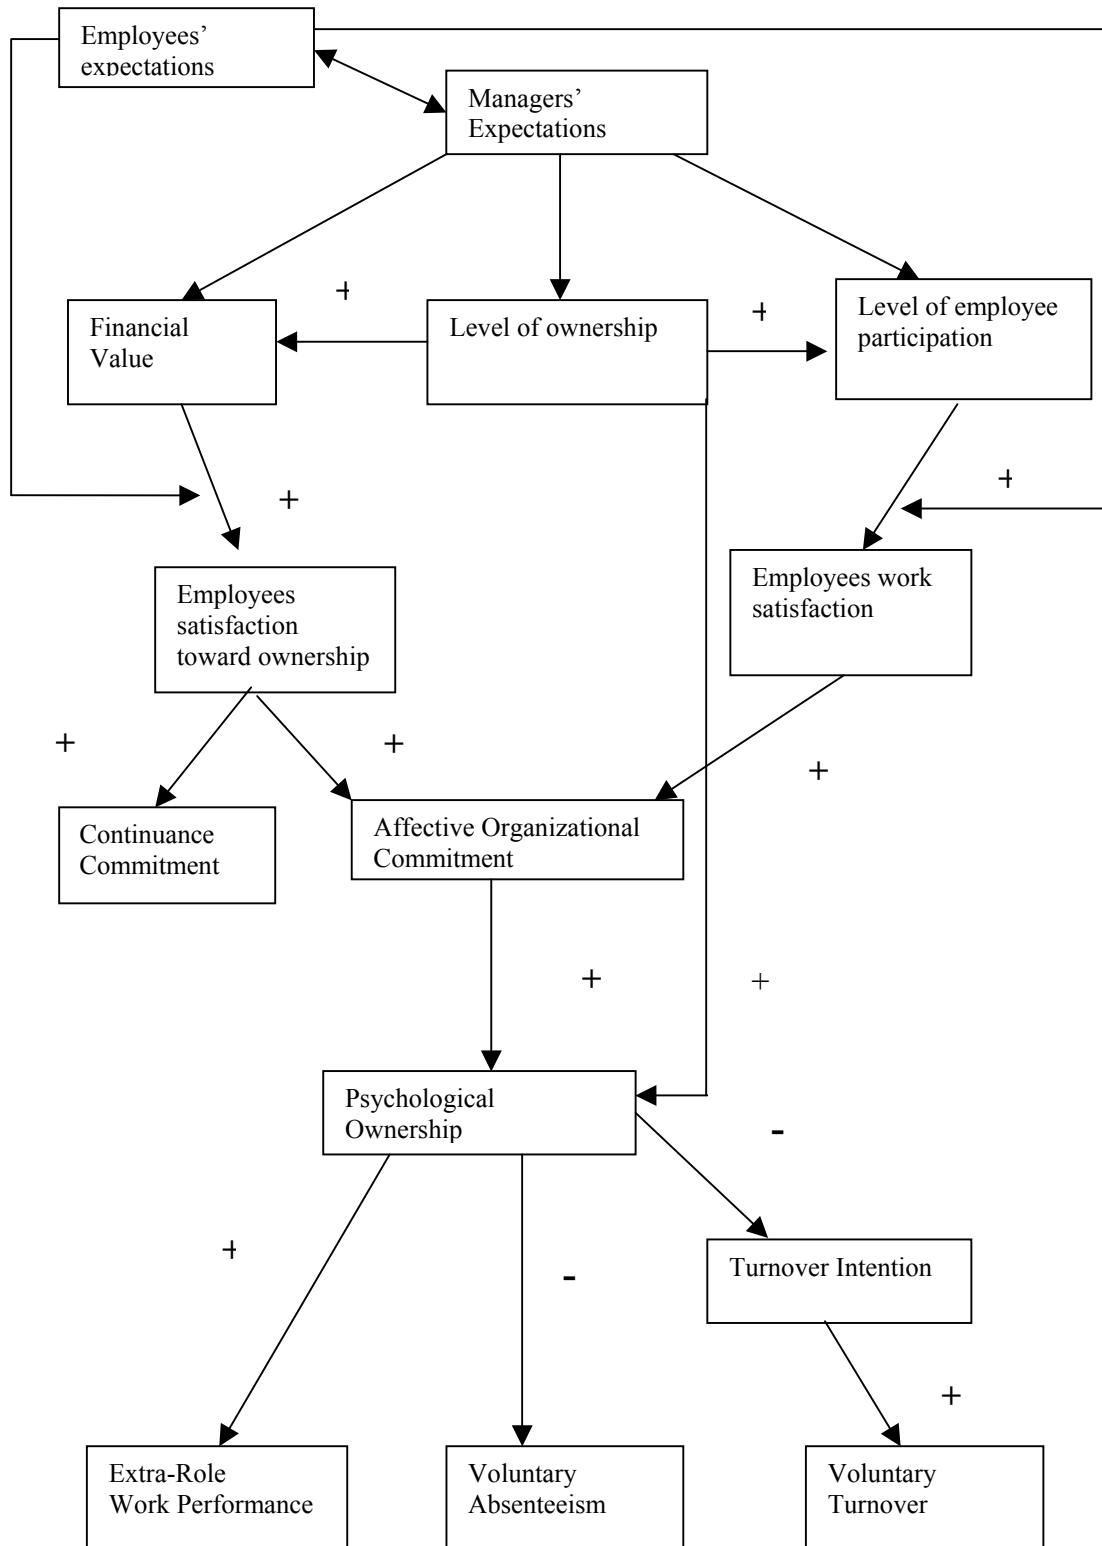 Employees’
expectations
Managers’
Expectations
+
+
Financial
Value
Level of ownership
Level of employee
participation
+
+
Employees
satisfaction
toward ownership
Employees work
satisfaction
+
+
+
Continuance
Commitment
Affective Organizational
Commitment
+
+
Psychological
Ownership
-
+
-
Turnover Intention
+
Extra-Role
Work Performance
Voluntary
Absenteeism
Voluntary
Turnover